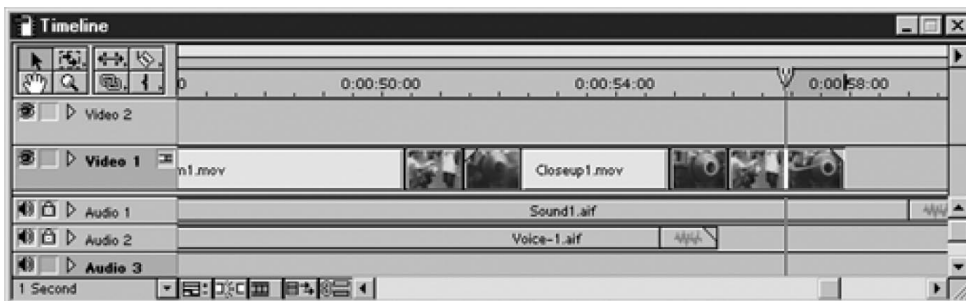 Timeline
0:00:50:00 0:00:54:00 0:00:58:00
Video 2
Video 1
m1.mov Closeup1.mov
Audio 1 Sound1.aif
Audio 2 Voice-1.aif
Audio 3
1 Second